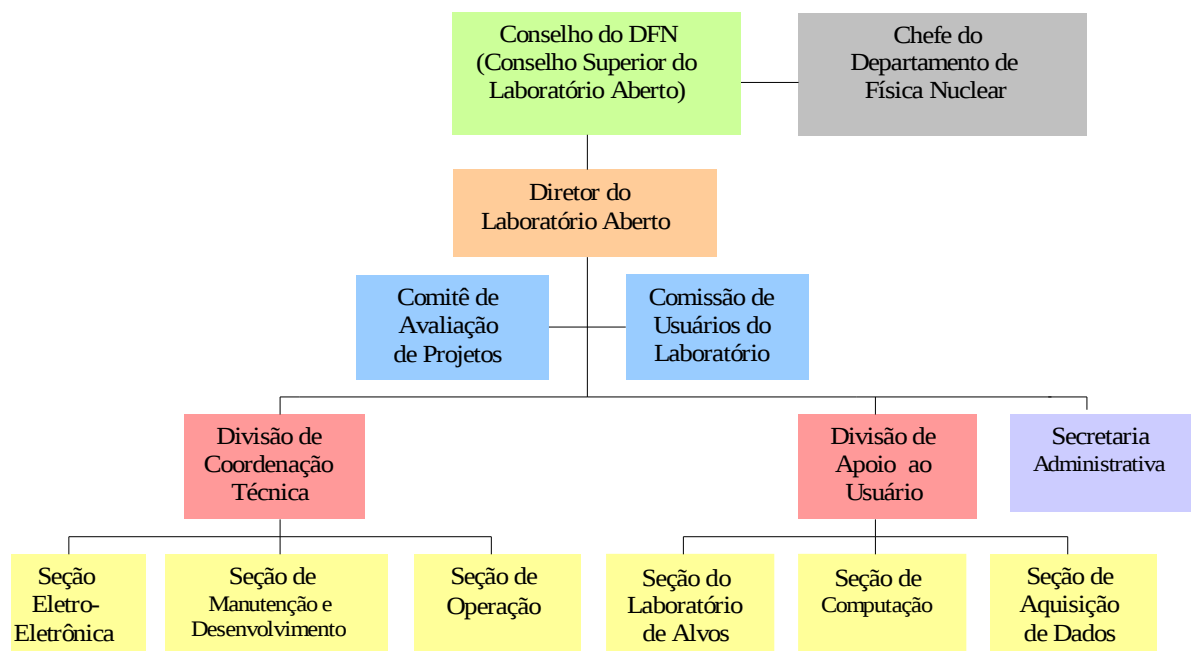 Conselho do DFN
(Conselho Superior do
Laboratório Aberto)
Chefe do
Departamento de
Física Nuclear
Diretor do
Laboratório Aberto
Comitê de
Avaliação
de Projetos
Comissão de
Usuários do
Laboratório
Divisão de
Coordenação
Técnica
Divisão de
Apoio ao
Usuário
Secretaria
Administrativa
Seção
Eletro-
Eletrônica
Seção de
Manutenção e
Desenvolvimento
Seção de
Operação
Seção do
Laboratório
de Alvos
Seção de
Computação
Seção de
Aquisição
de Dados